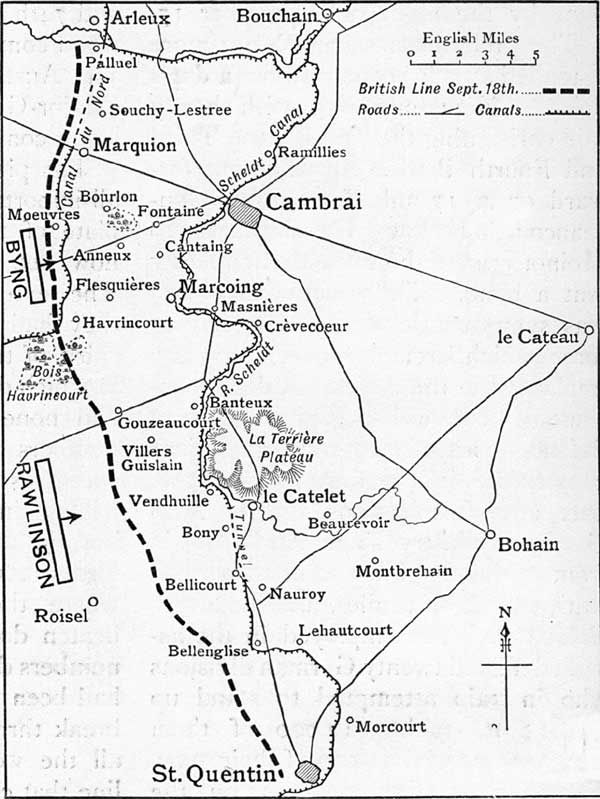 Arleux
Bouchain
English Miles
0 1 2 3 4 5
British Line Sept. 18th.
Roads Canals
Palluel
Canal du Nord
Sauchy-Lestree
Scheldt Canal
Marquion
Ramillies
Bourlon
Cambrai
Moeuvres
Fontaine
BYNG
Anneux
Cantaing
Flesquières
Marcoing
Masnières
Havrincourt
Crèvecoeur
le Cateau
Bois
Havrincourt
R. Scheldt
Banteux
Gouzeaucourt
La Terrière
Plateau
Villers
Guislain
RAWLINSON
Vendhuille
le Catelet
Tunnel
Beaurevoir
Bony
Bohain
Bellicourt
Montbrehain
Nauroy
Roisel
N
Lehautcourt
Bellenglise
Morcourt
St. Quentin